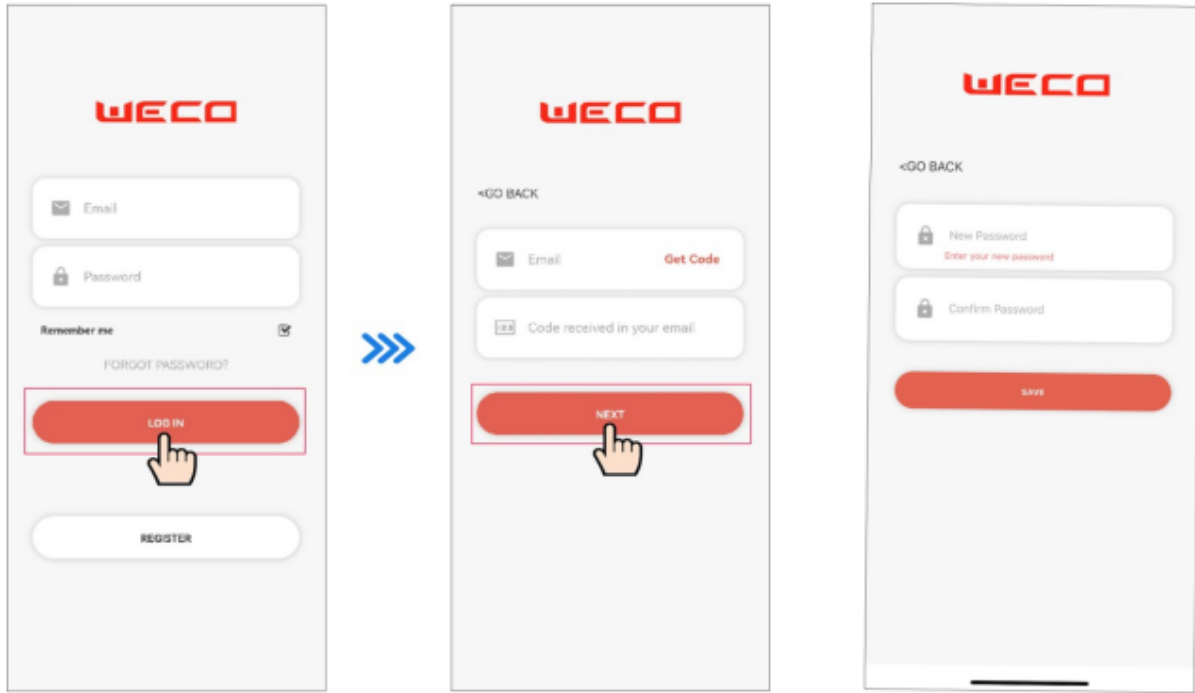 WECO
Email
Password
Remember me
FORGOT PASSWORD?
LOG IN
REGISTER
WECO
<GO BACK
Email Get Code
Code received in your email
NEXT
WECO
<GO BACK
New Password
Enter your new password
Confirm Password
SAVE